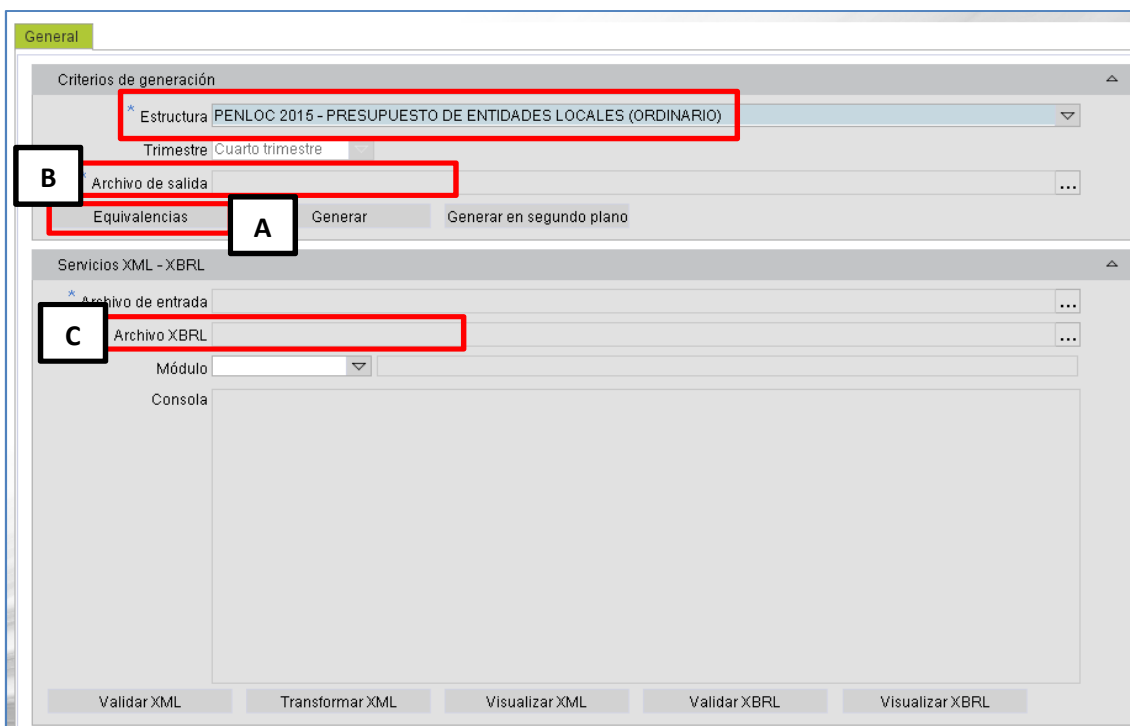 General
Criterios de generación
* Estructura PENLOC 2015 - PRESUPUESTO DE ENTIDADES LOCALES (ORDINARIO)
Trimestre Cuarto trimestre
B
* Archivo de salida ...
Equivalencias A Generar Generar en segundo plano
Servicios XML - XBRL
* Archivo de entrada ...
C Archivo XBRL ...
Módulo
Consola
Validar XML Transformar XML Visualizar XML Validar XBRL Visualizar XBRL